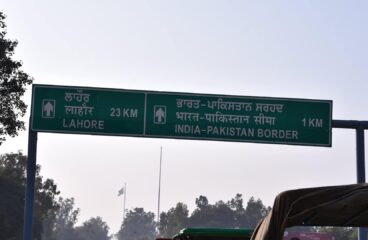 ਲਾਹੌਰ
लाहौर 23 KM
LAHORE
ਭਾਰਤ-ਪਾਕਿਸਤਾਨ ਸਰਹਦ
भारत-पाकिस्तान सीमा 1 KM
INDIA-PAKISTAN BORDER